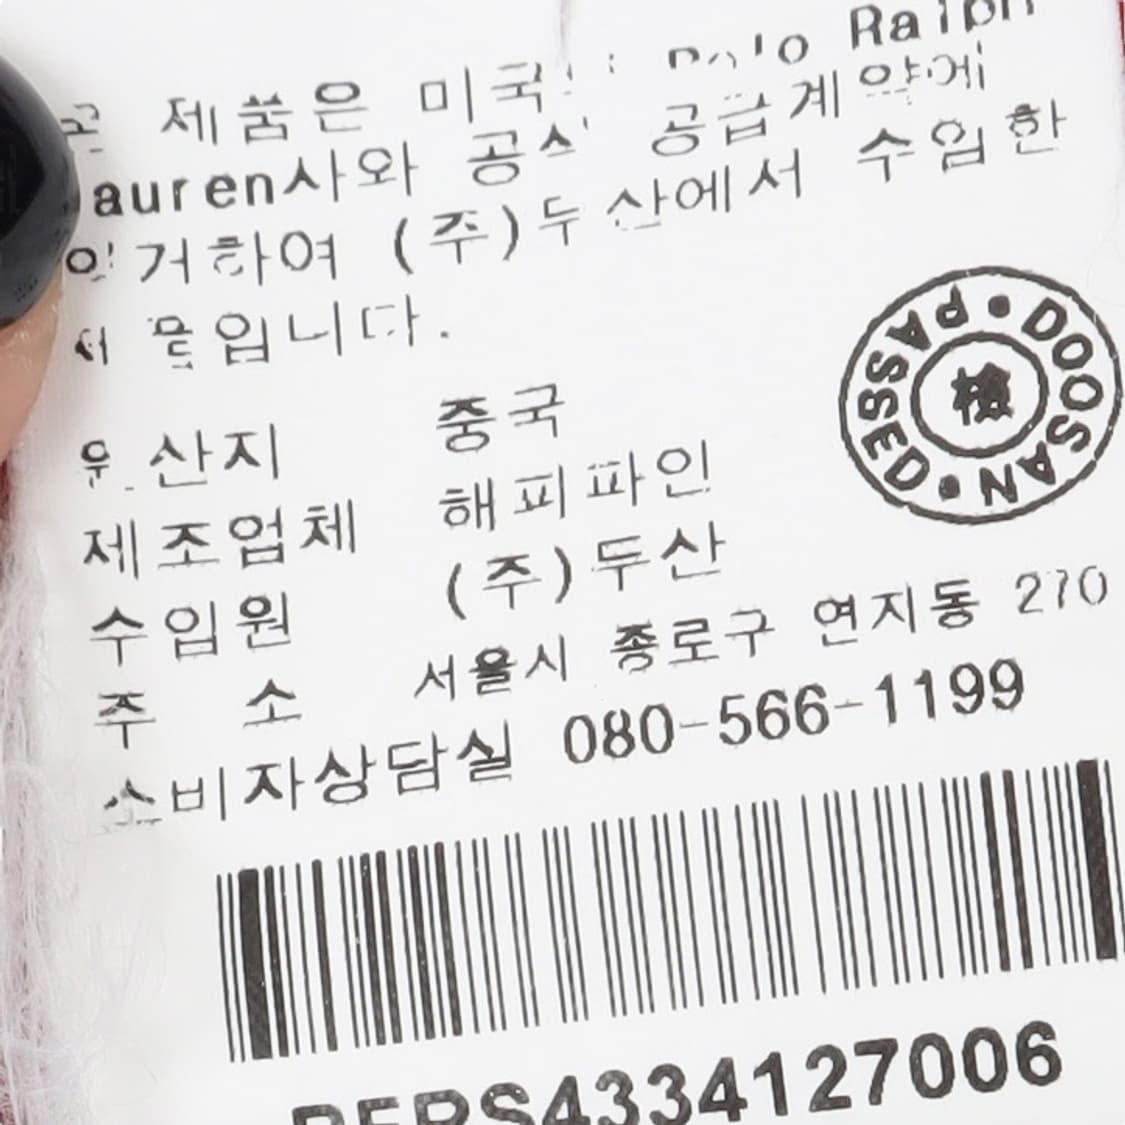 본 제품은 미국의 Polo Ralph
Lauren사와 공식 공급계약에
의거하여 (주)두산에서 수입한
제품입니다.
원산지 중국
제조업체 해피파인
수입원 (주)두산
주 소 서울시 종로구 연지동 270
소비자상담실 080-566-1199
PASSED • DOOSAN •
檢
4334127006